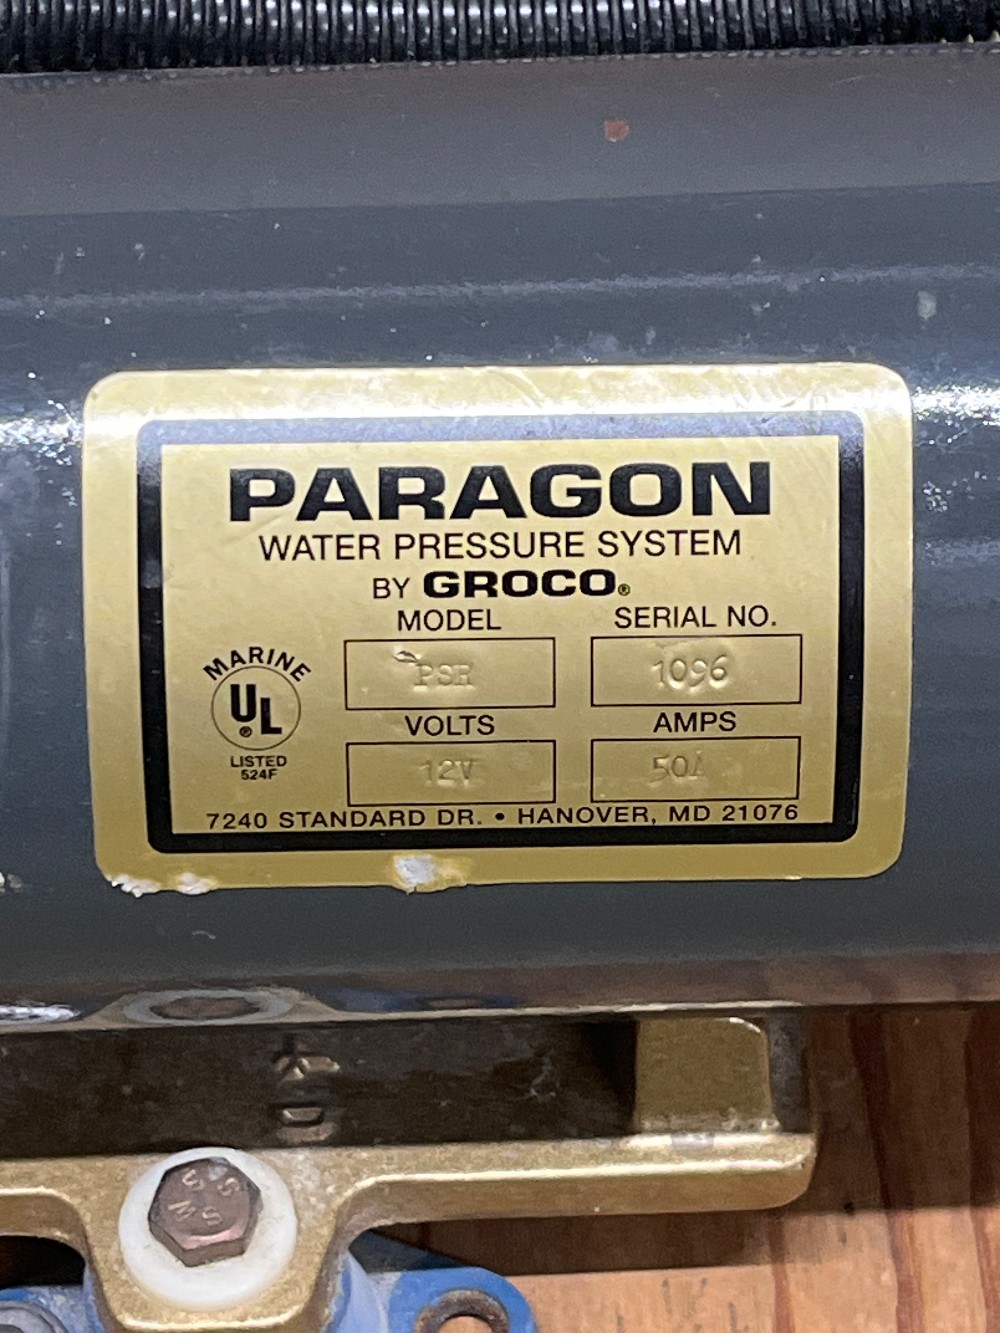 PARAGON
WATER PRESSURE SYSTEM
BY GROCO®
MODEL SERIAL NO.
PSR 1096
MARINE
UL®
LISTED
524F
VOLTS AMPS
12V 50A
7240 STANDARD DR. • HANOVER, MD 21076